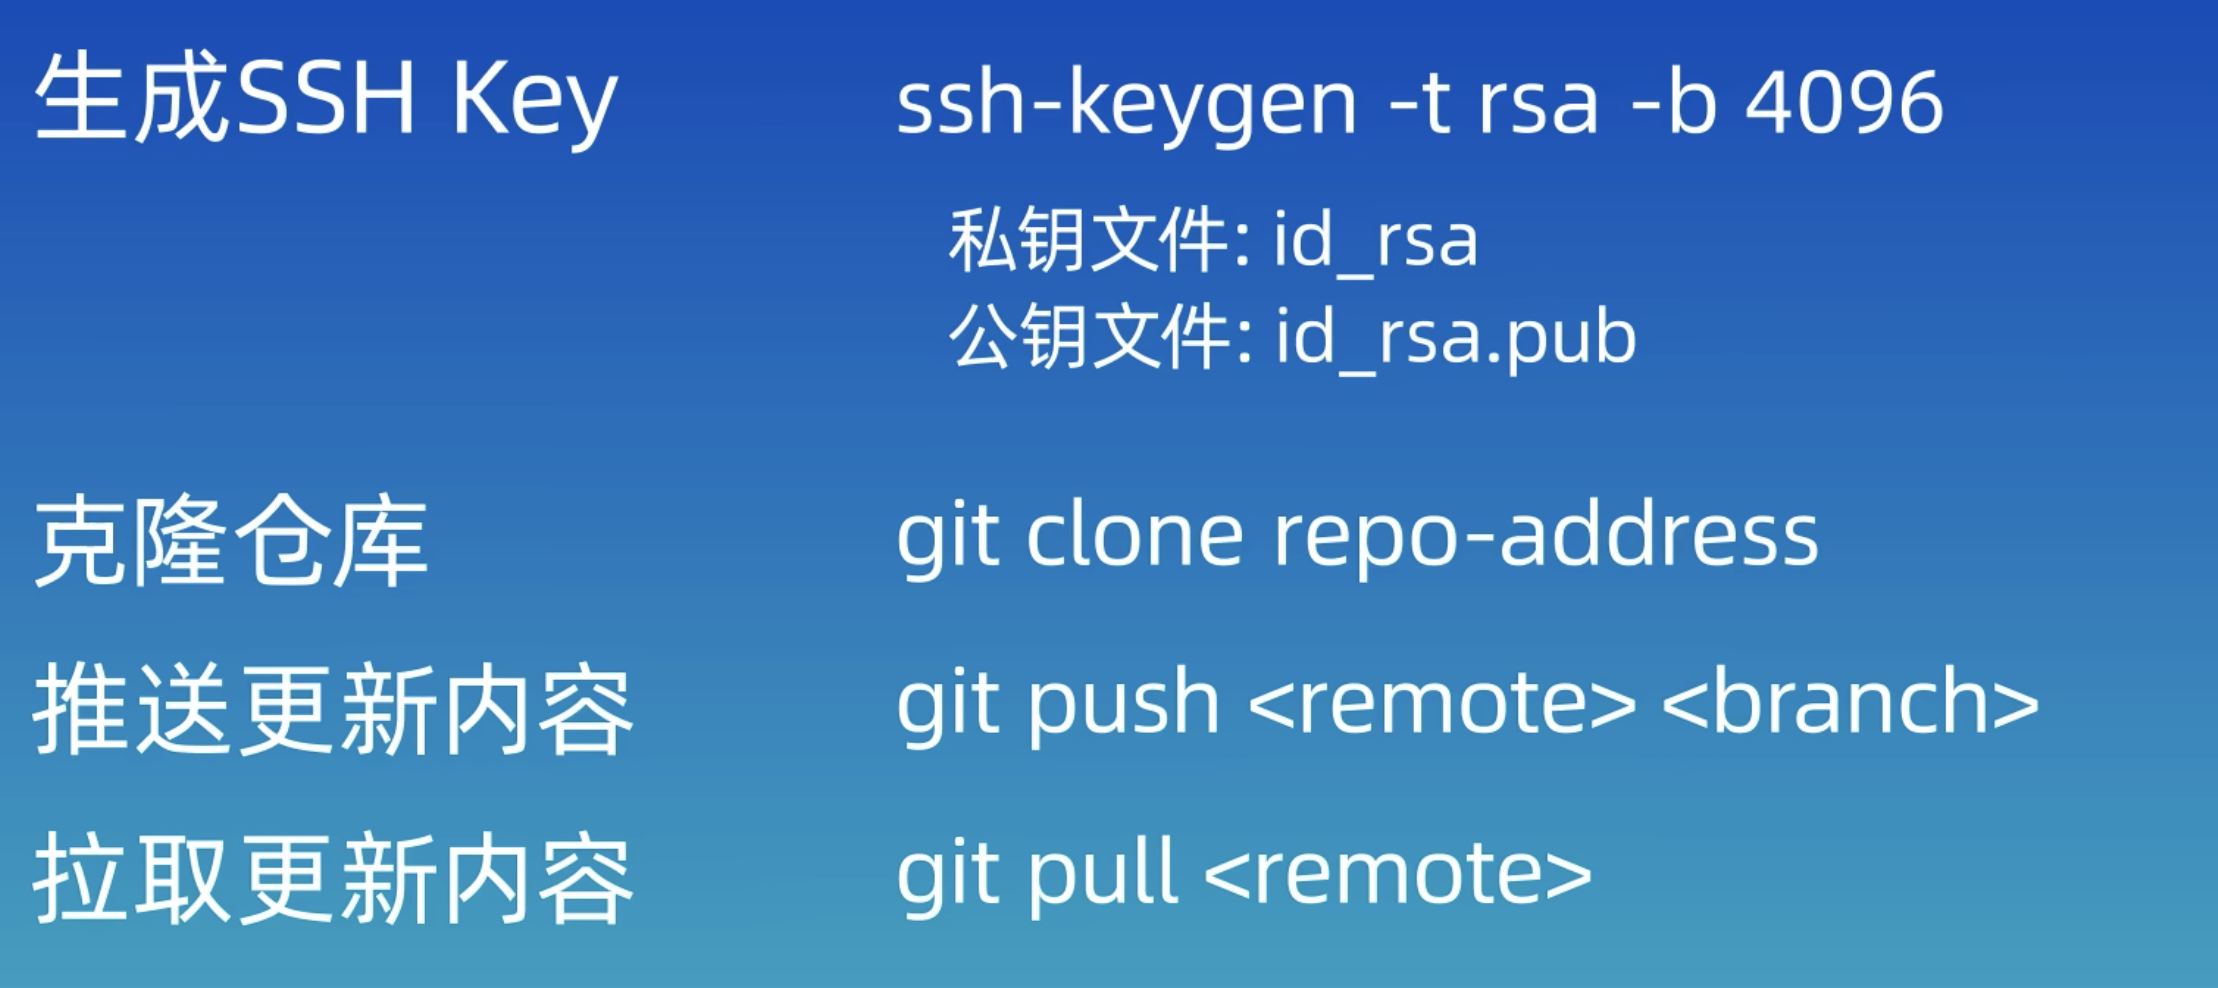 生成SSH Key ssh-keygen -t rsa -b 4096
私钥文件: id_rsa
公钥文件: id_rsa.pub
克隆仓库 git clone repo-address
推送更新内容 git push <remote> <branch>
拉取更新内容 git pull <remote>